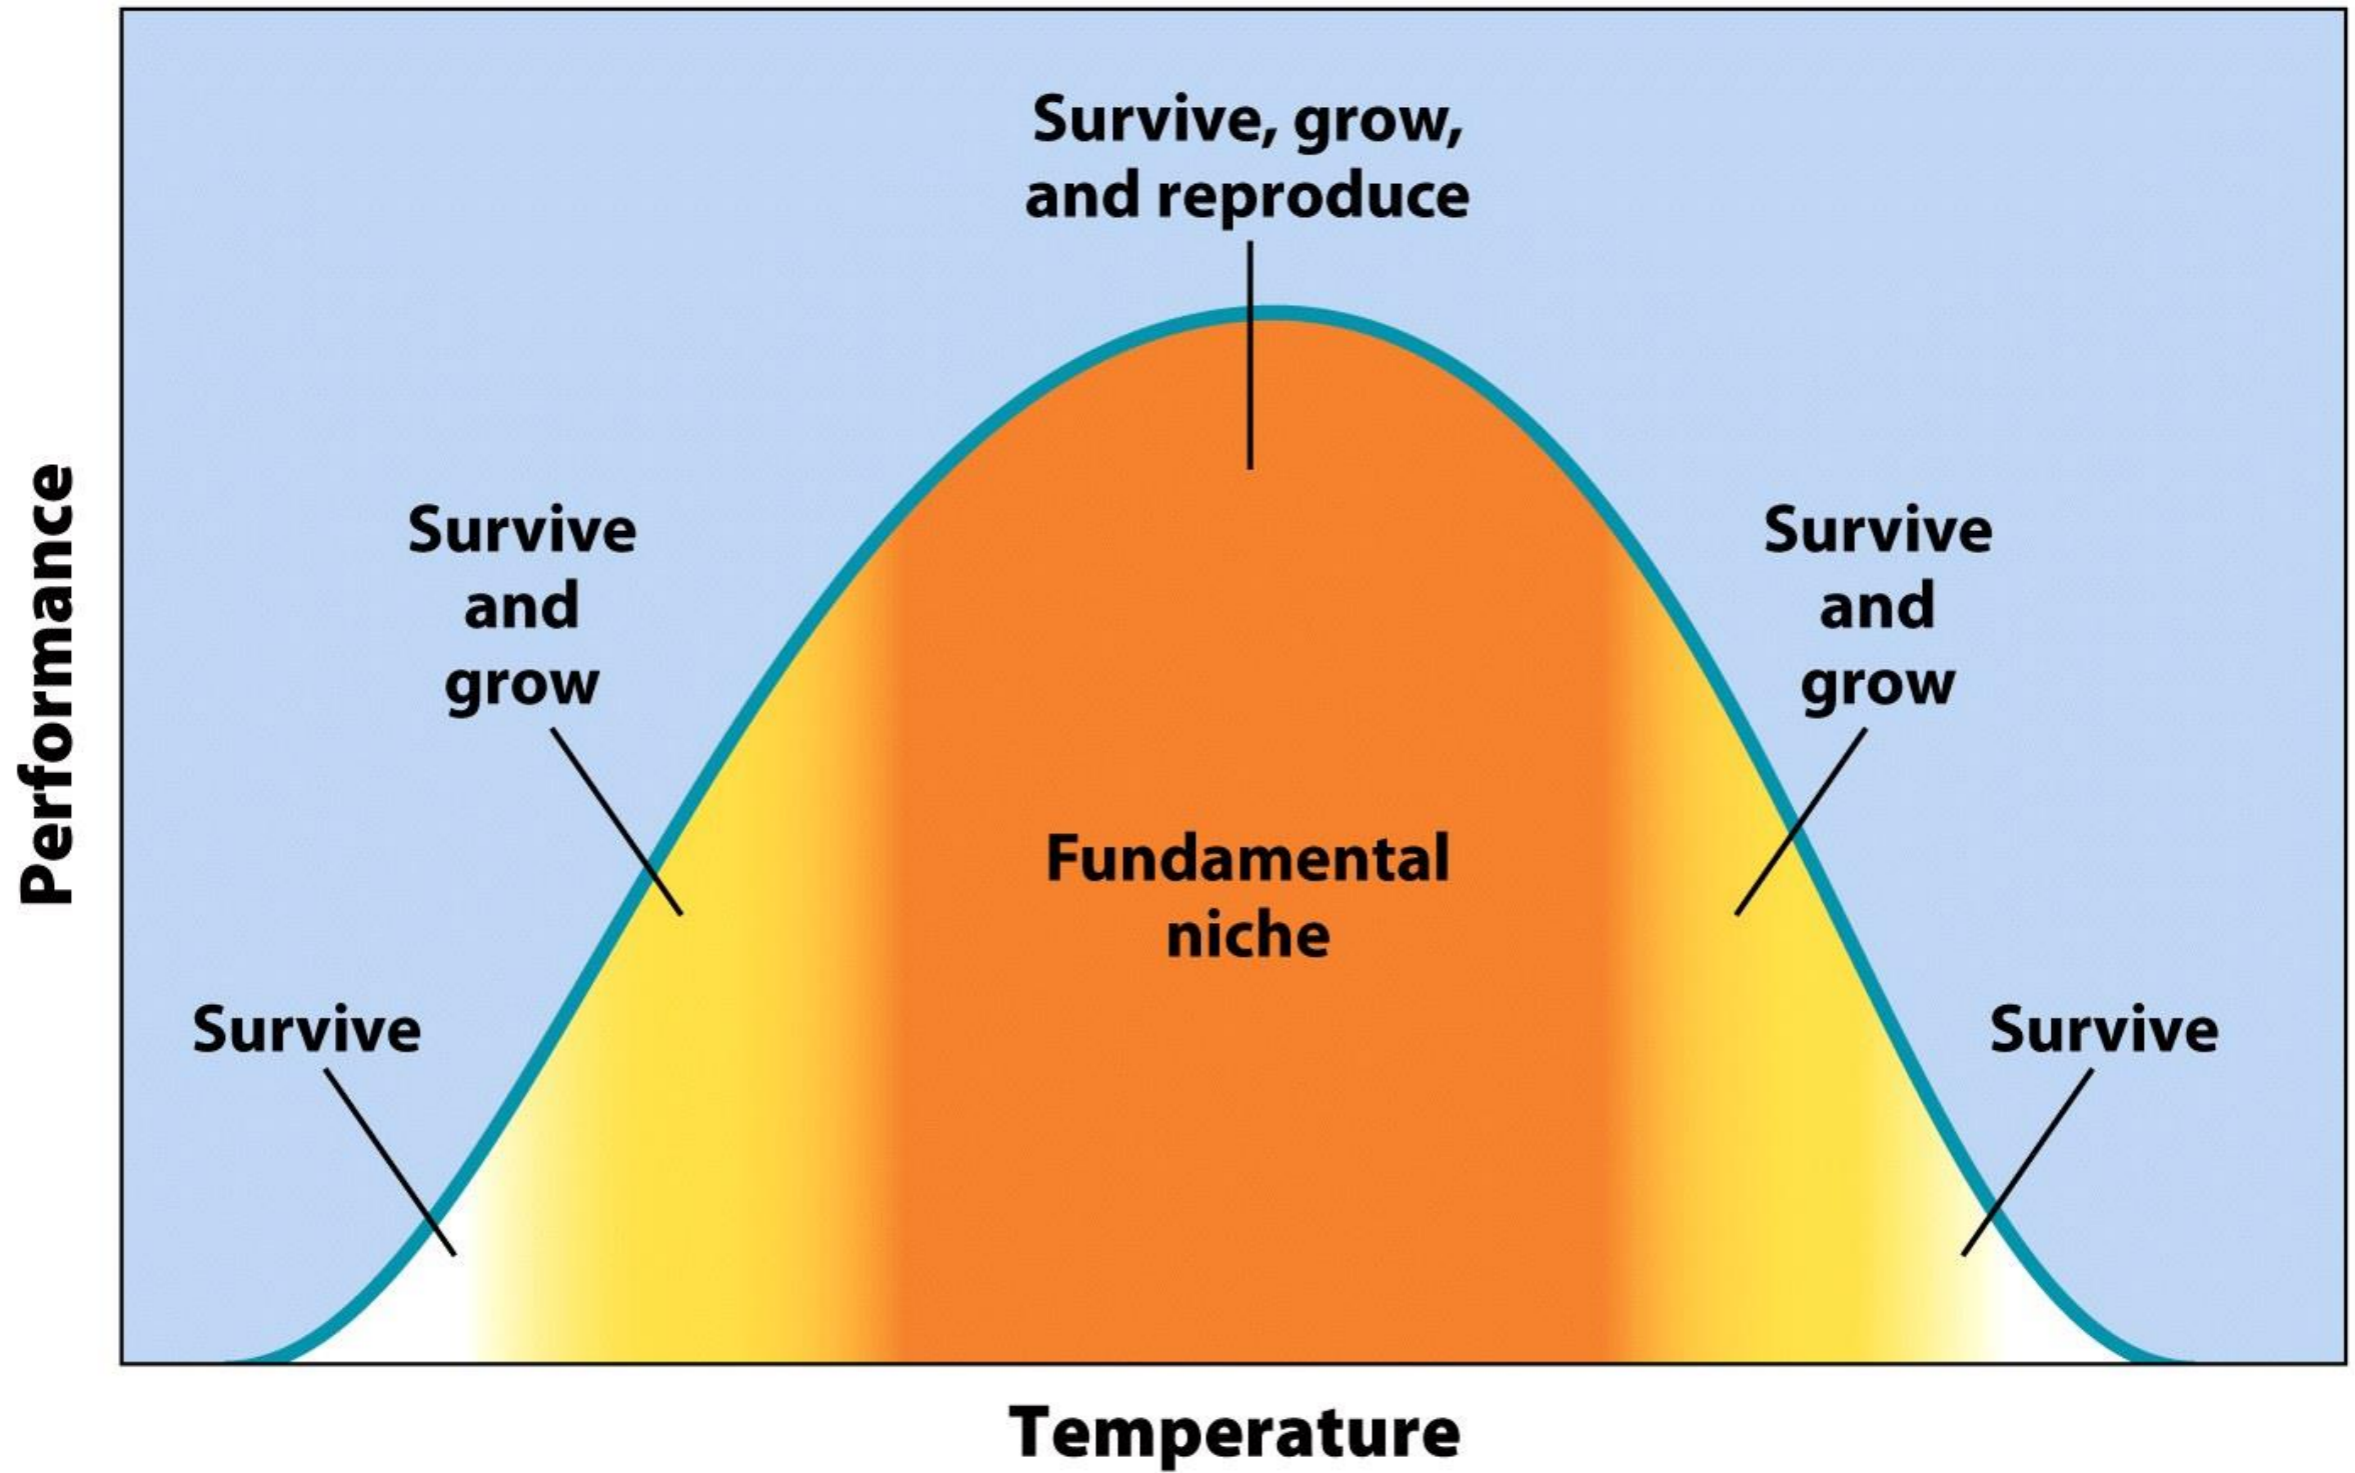 Survive, grow,
and reproduce
Survive
and
grow
Survive
and
grow
Performance
Fundamental
niche
Survive
Survive
Temperature